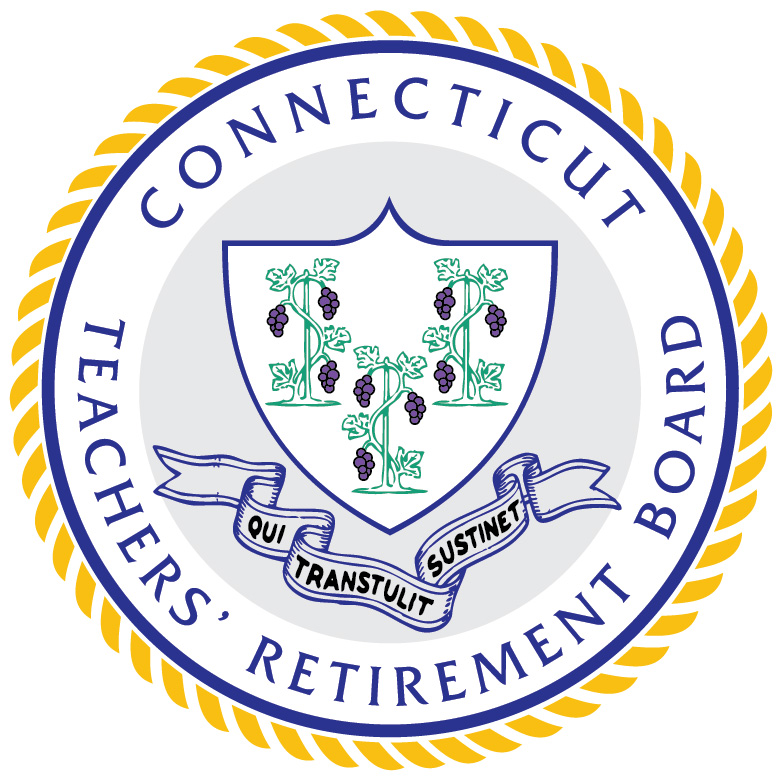 CONNECTICUT
TEACHERS' RETIREMENT BOARD
QUI
TRANSTULIT
SUSTINET